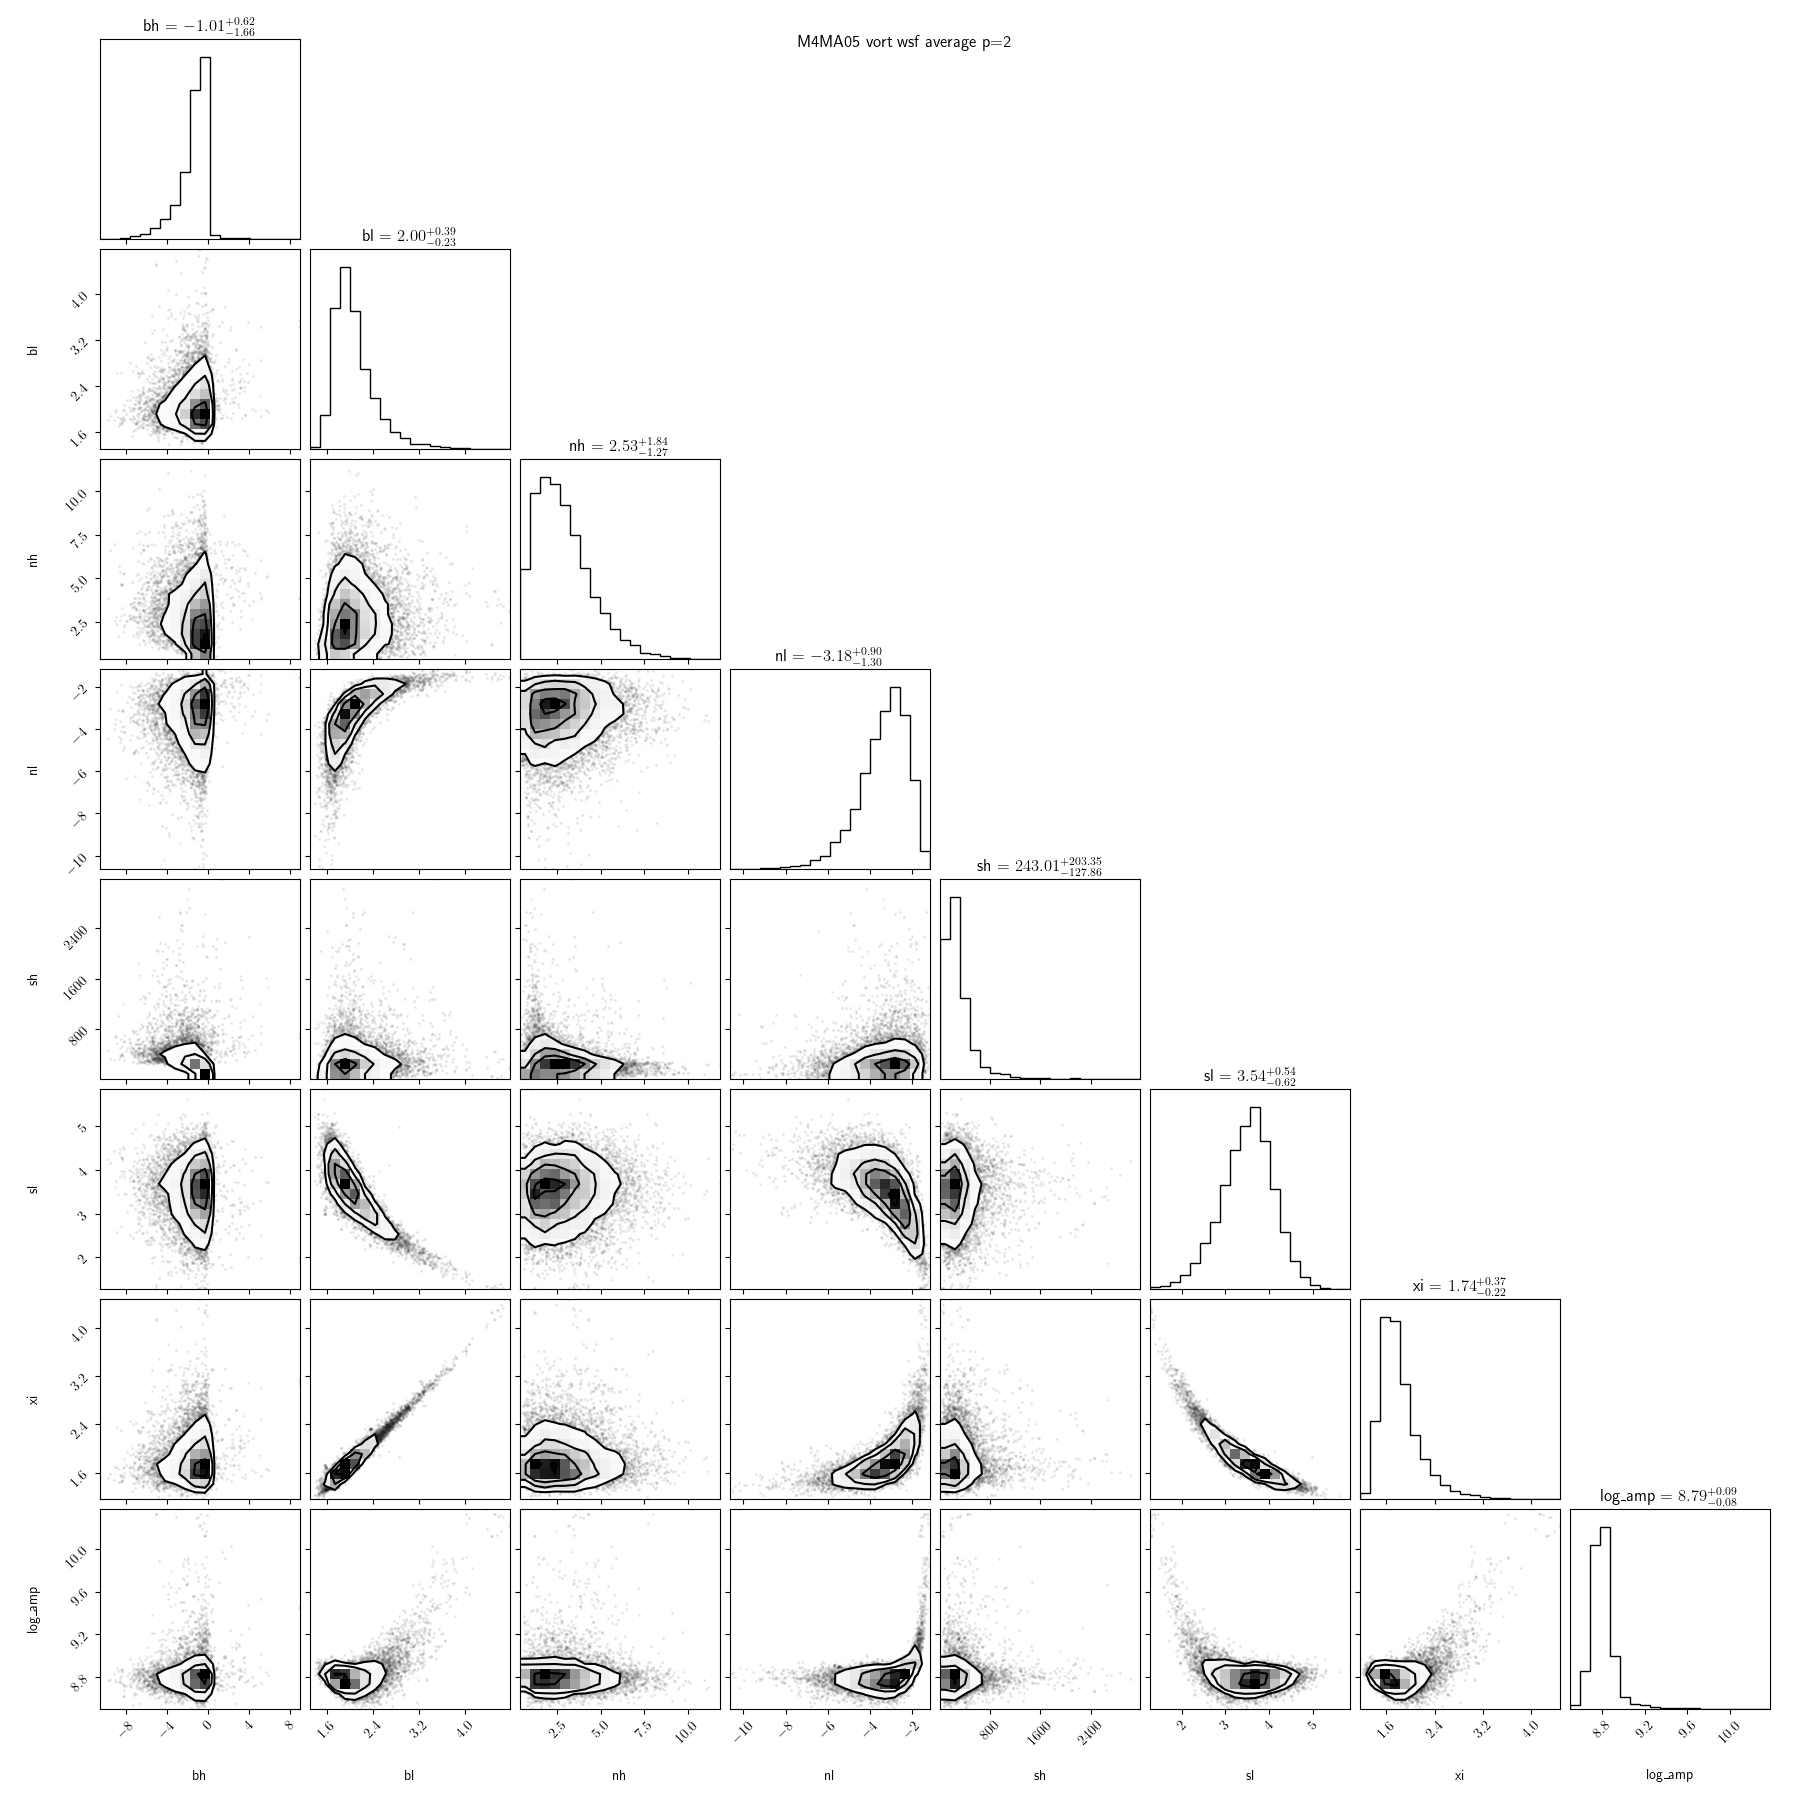 bh = −1.01+0.62 −1.66
M4MA05 vort wsf average p=2
bl = 2.00+0.39 −0.23
bl
4.0
3.2
2.4
1.6
nh = 2.53+1.84 −1.27
nh
10.0
7.5
5.0
2.5
nl = −3.18+0.90 −1.30
nl
−2
−4
−6
−8
−10
sh = 243.01+203.35 −127.86
sh
2400
1600
800
sl = 3.54+0.54 −0.62
sl
5
4
3
2
xi = 1.74+0.37 −0.22
xi
4.0
3.2
2.4
1.6
log_amp = 8.79+0.09 −0.08
log_amp
10.0
9.6
9.2
8.8
−8 −4 0 4 8 1.6 2.4 3.2 4.0 2.5 5.0 7.5 10.0 −10 −8 −6 −4 −2 800 1600 2400 2 3 4 5 1.6 2.4 3.2 4.0 8.8 9.2 9.6 10.0
bh bl nh nl sh sl xi log_amp